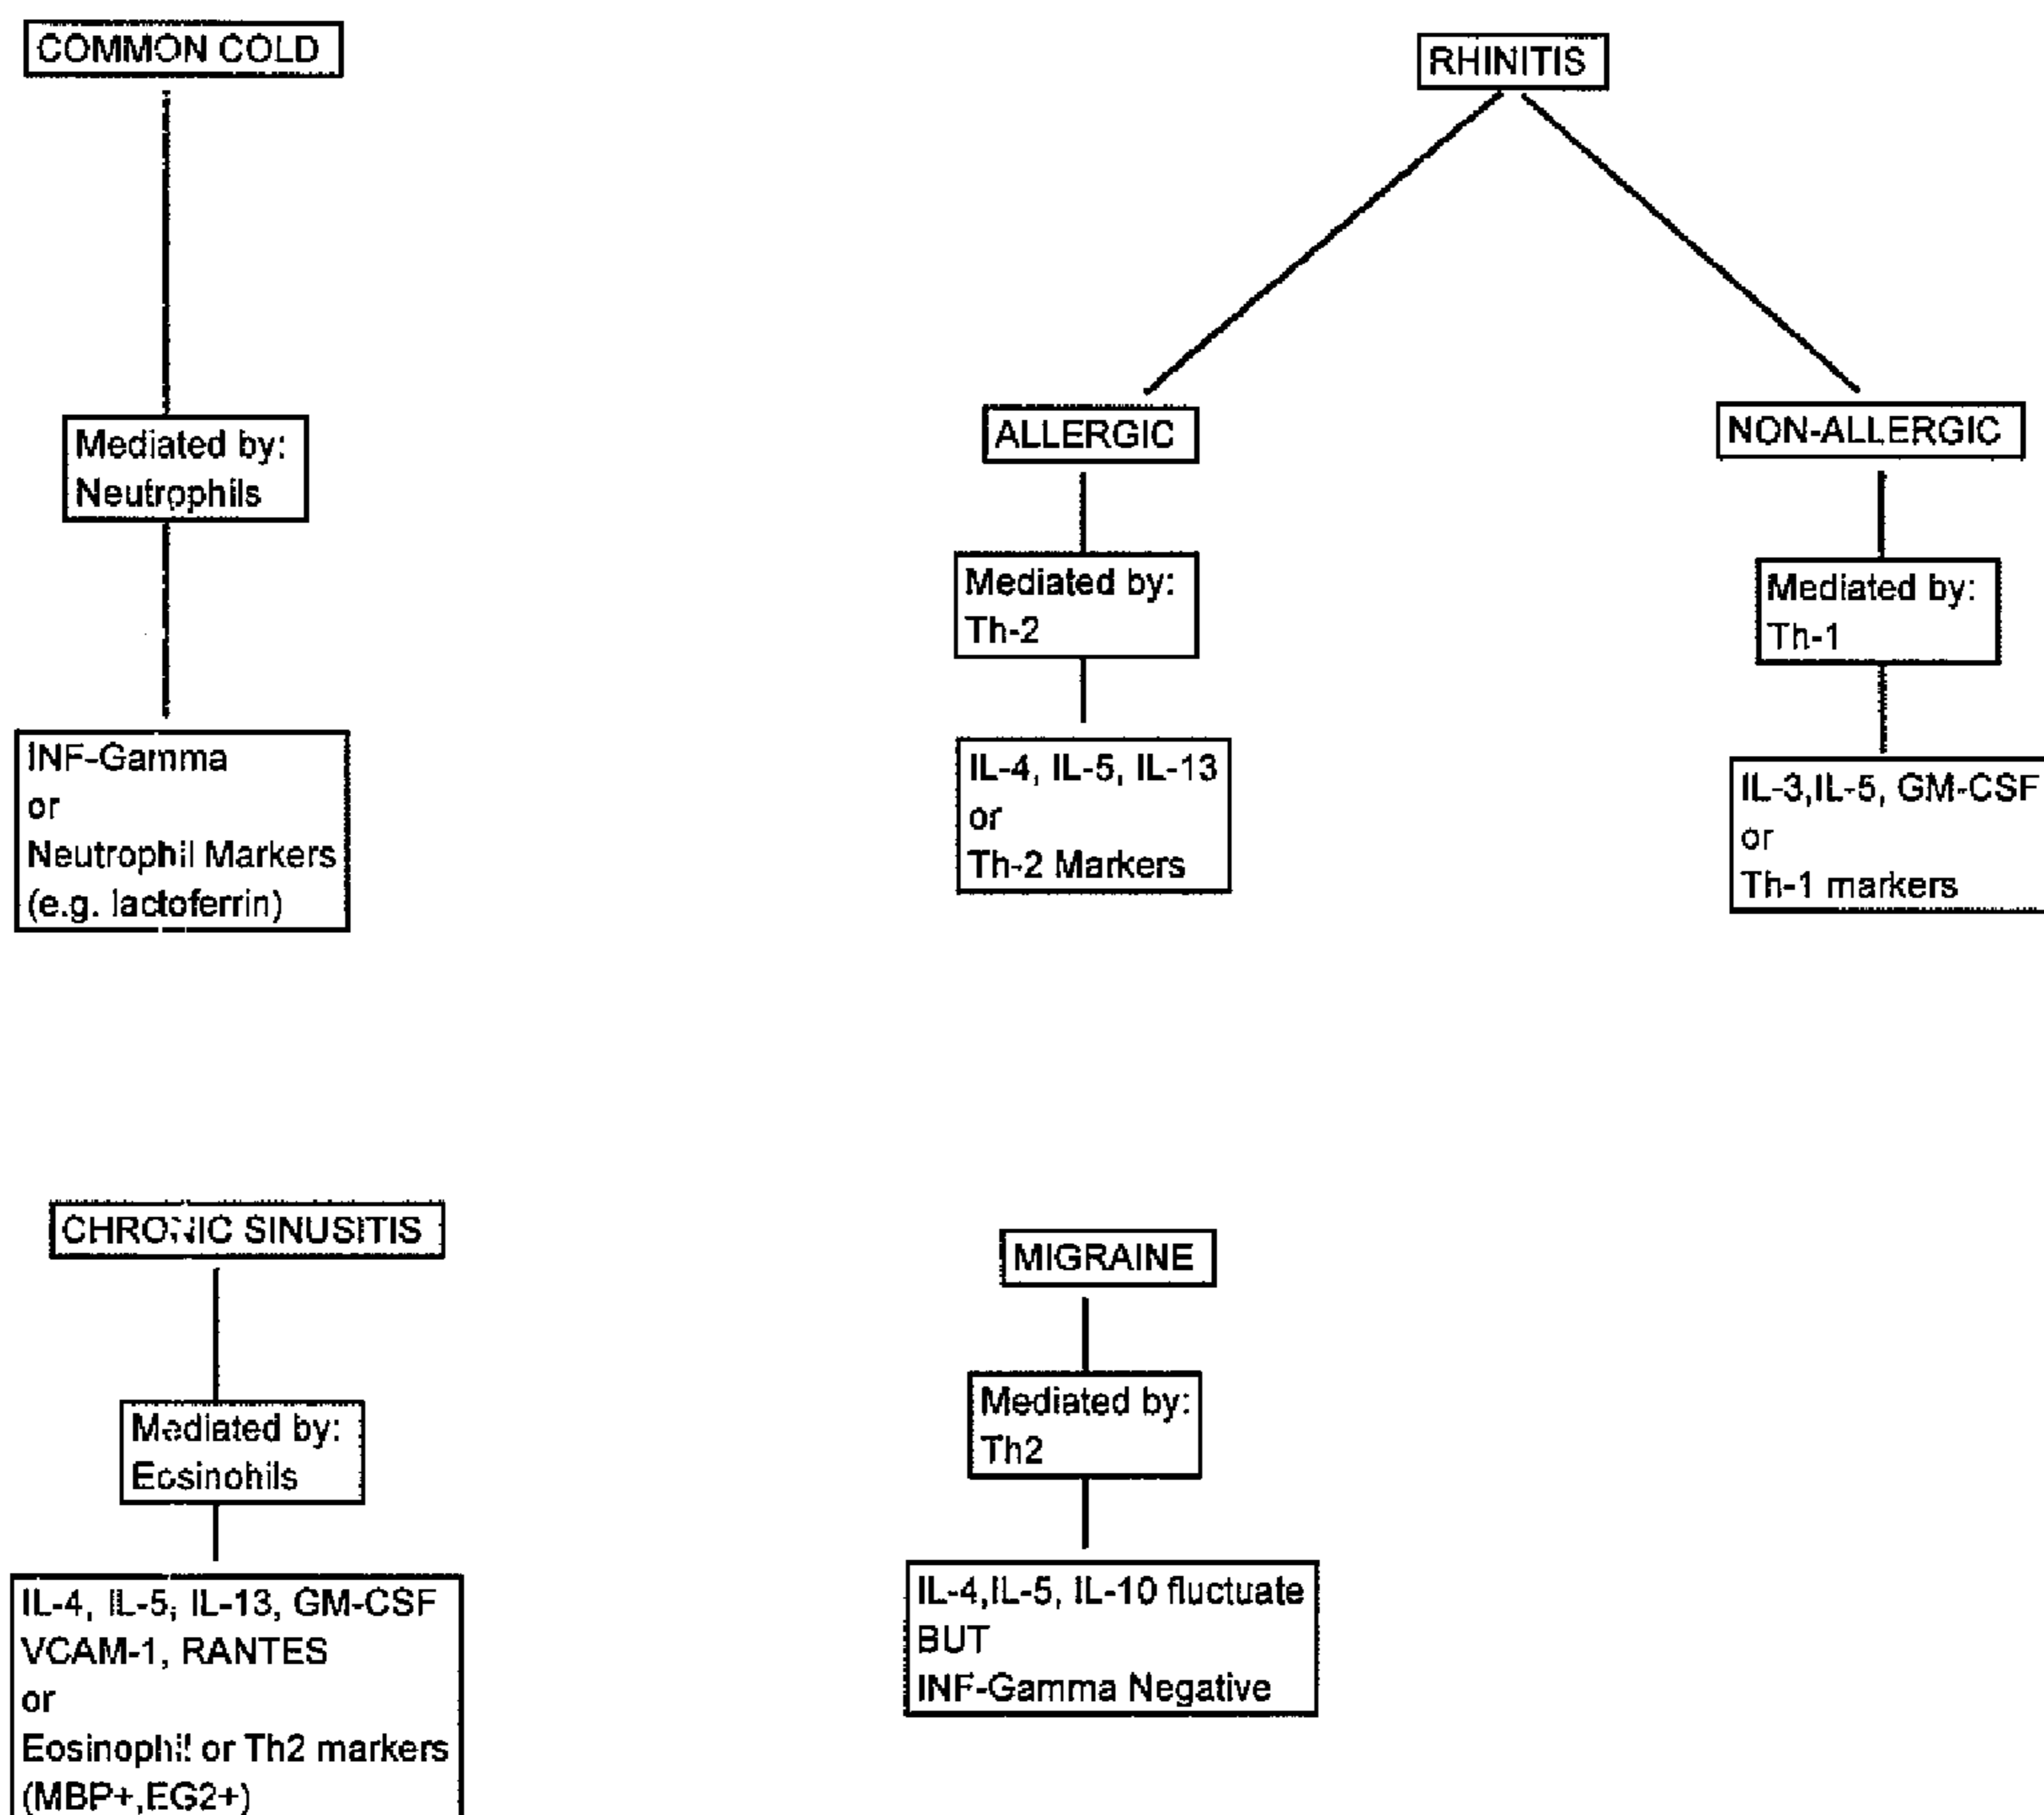 COMMON COLD
Mediated by:
Neutrophils
INF-Gamma
or
Neutrophil Markers
(e.g. lactoferrin)
RHINITIS
ALLERGIC
Mediated by:
Th-2
IL-4, IL-5, IL-13
or
Th-2 Markers
NON-ALLERGIC
Mediated by:
Th-1
IL-3,IL-5, GM-CSF
or
Th-1 markers
CHRONIC SINUSITIS
Mediated by:
Eosinohils
IL-4, IL-5, IL-13, GM-CSF
VCAM-1, RANTES
or
Eosinophil or Th2 markers
(MBP+,EG2+)
MIGRAINE
Mediated by:
Th2
IL-4,IL-5, IL-10 fluctuate
BUT
INF-Gamma Negative